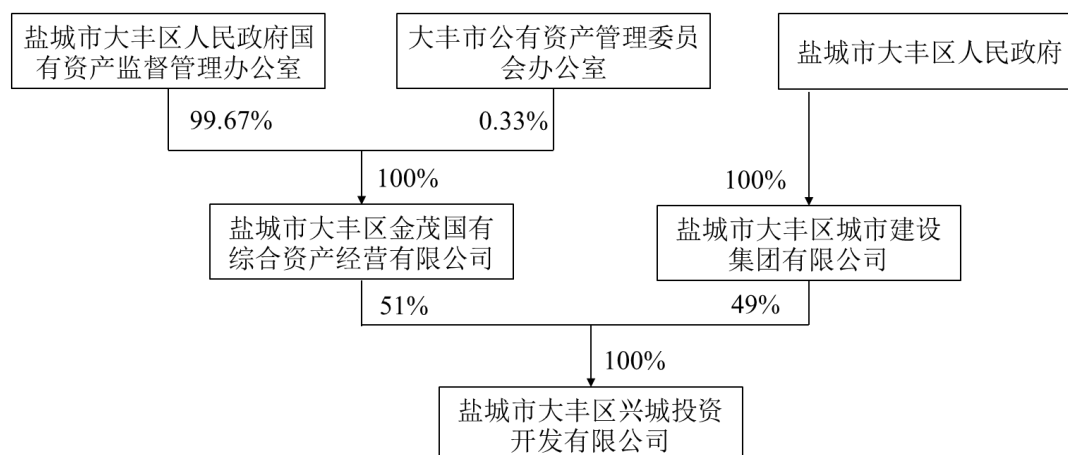 盐城市大丰区人民政府国
有资产监督管理办公室
大丰市公有资产管理委员
会办公室
盐城市大丰区人民政府
99.67%
0.33%
100%
100%
盐城市大丰区金茂国有
综合资产经营有限公司
盐城市大丰区城市建设
集团有限公司
51%
49%
100%
盐城市大丰区兴城投资
开发有限公司